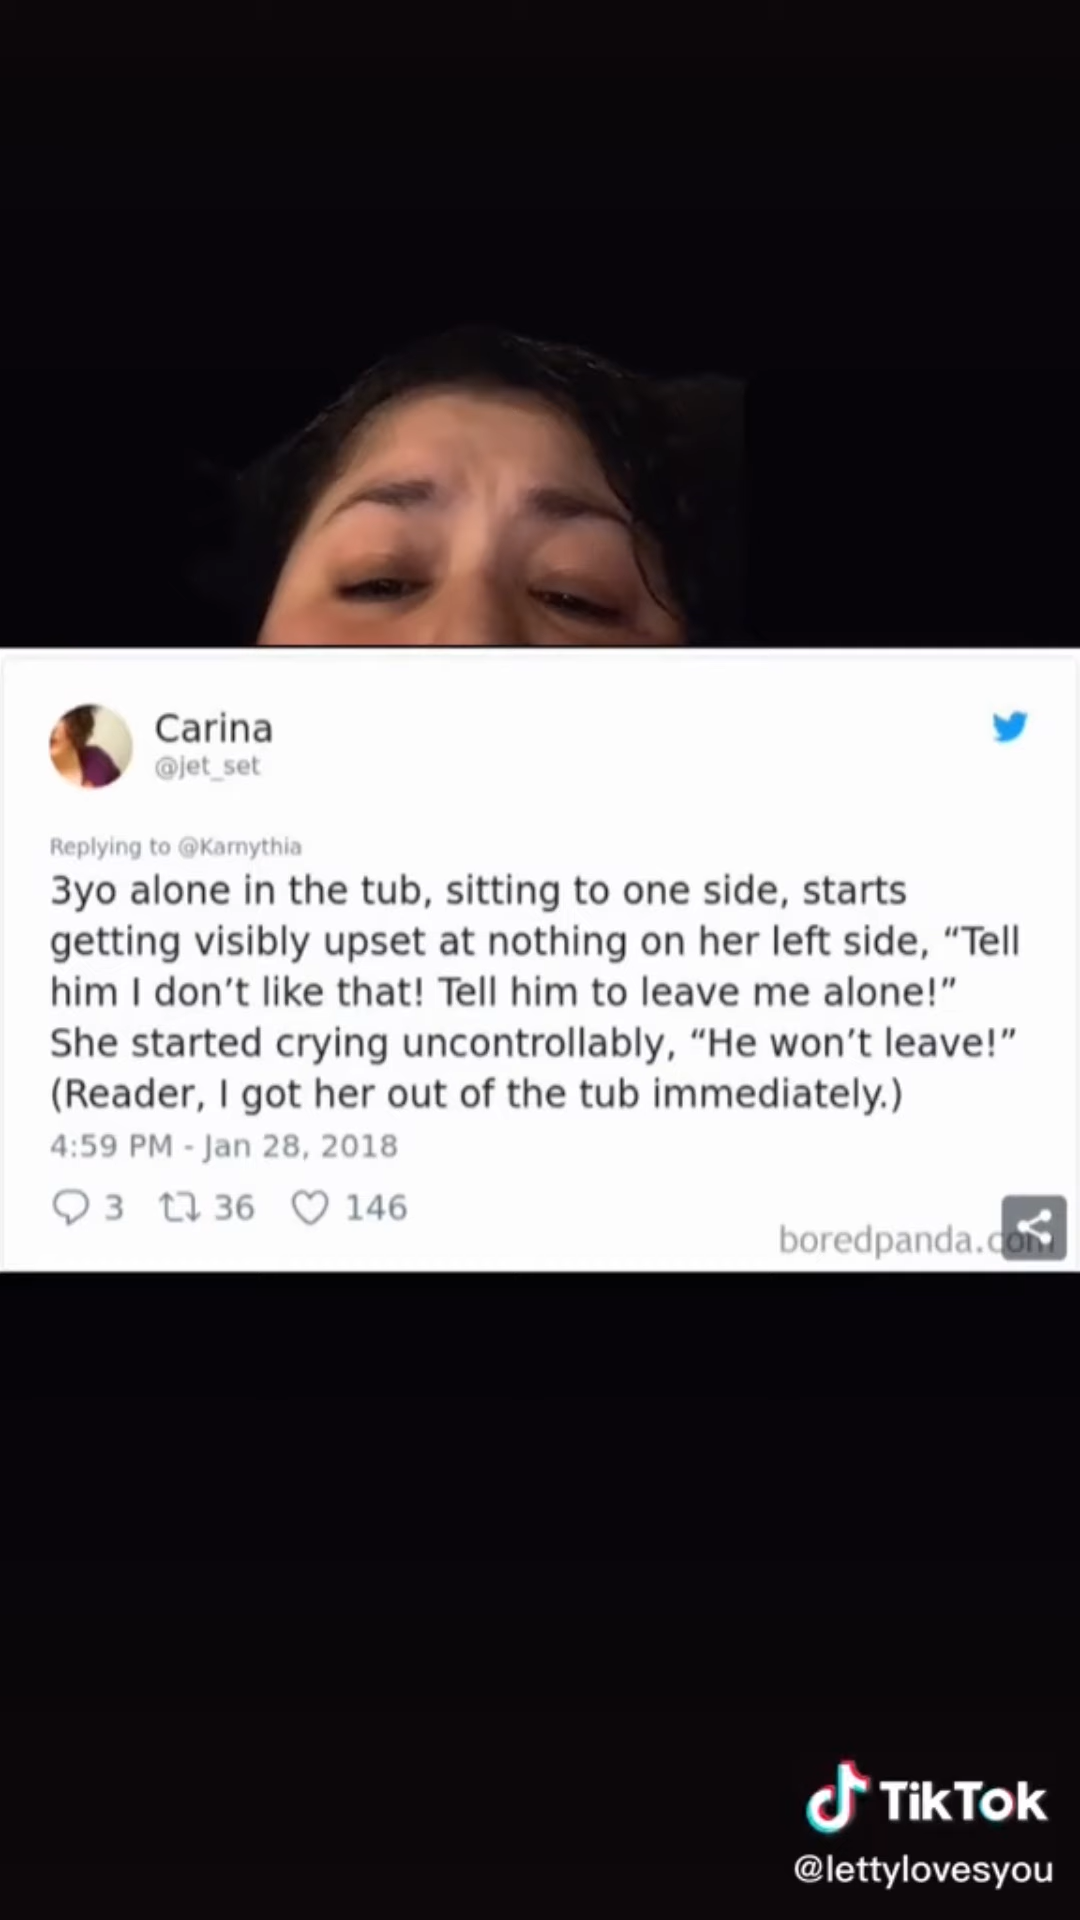 Carina
@jet_set
Replying to @Karnythia
3yo alone in the tub, sitting to one side, starts
getting visibly upset at nothing on her left side, “Tell
him I don’t like that! Tell him to leave me alone!”
She started crying uncontrollably, “He won’t leave!”
(Reader, I got her out of the tub immediately.)
4:59 PM - Jan 28, 2018
3 36 146
boredpanda.com
TikTok
@lettylovesyou